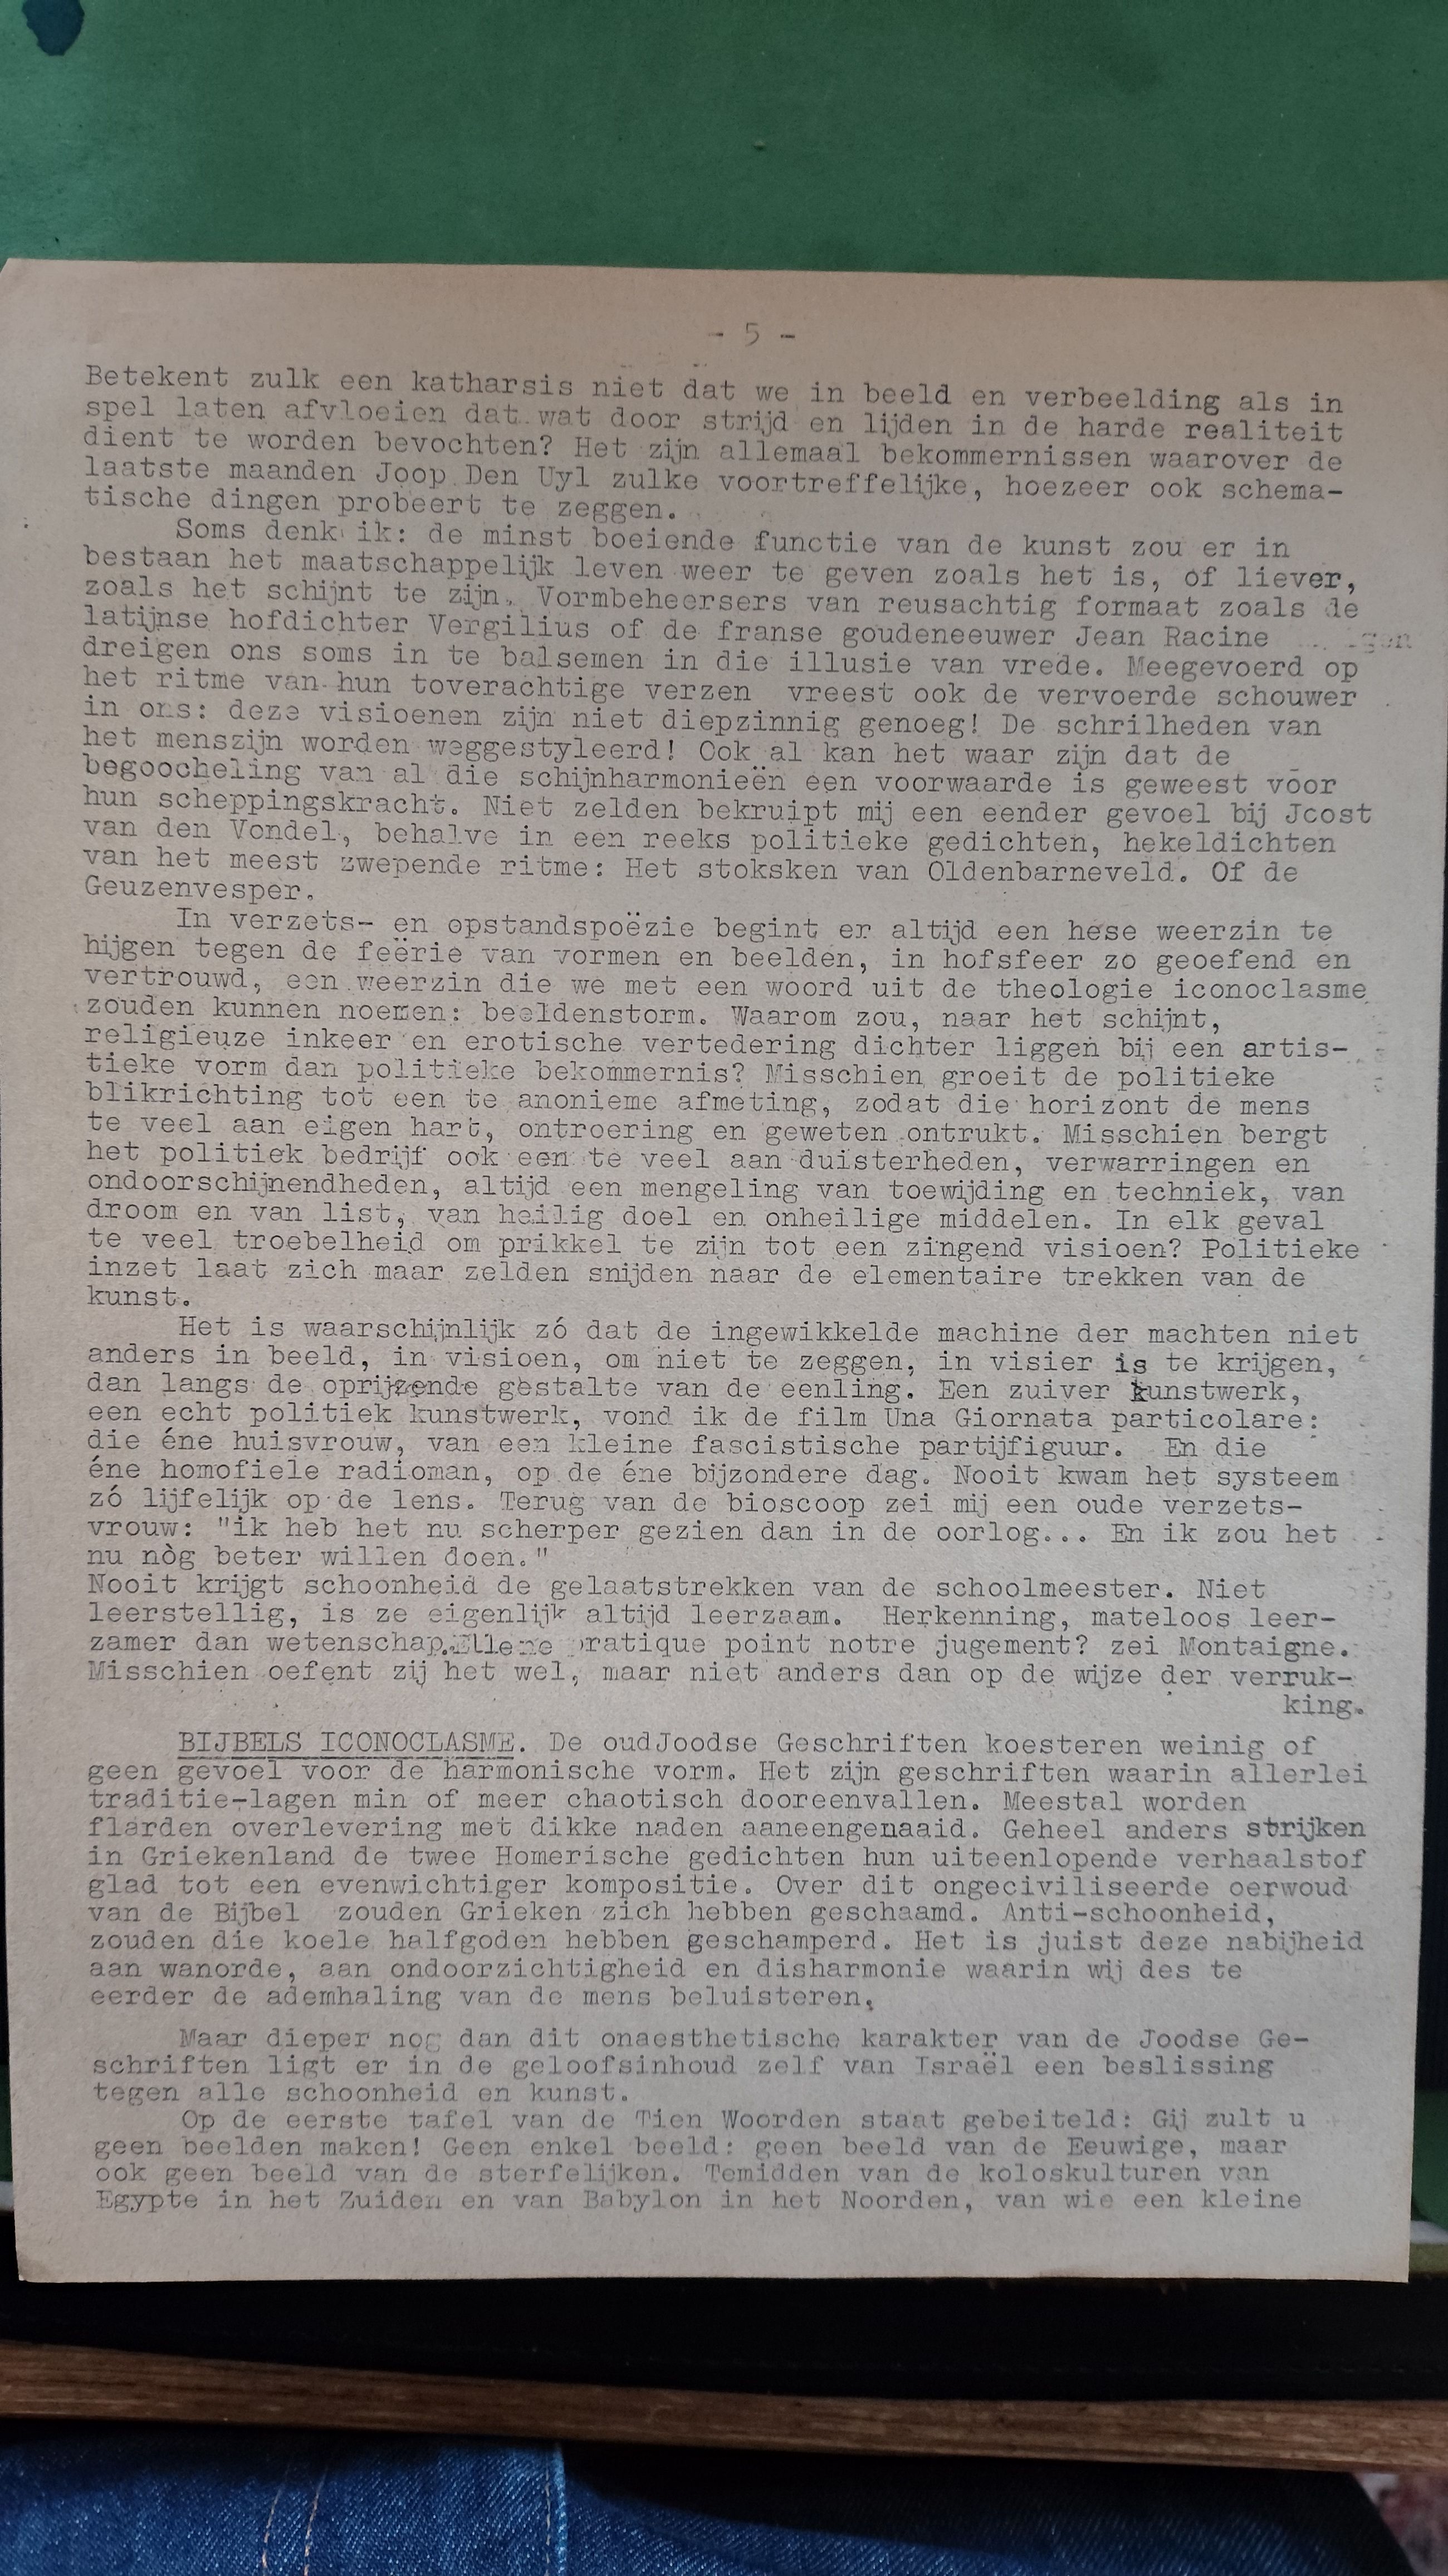 - 5 -
Betekent zulk een katharsis niet dat we in beeld en verbeelding als in
spel laten afvloeien dat wat door strijd en lijden in de harde realiteit
dient te worden bevochten? Het zijn allemaal bekommernissen waarover de
laatste maanden Joop Den Uyl zulke voortreffelijke, hoezeer ook schema-
tische dingen probeert te zeggen.
Soms denk ik: de minst boeiende functie van de kunst zou er in
bestaan het maatschappelijk leven weer te geven zoals het is, of liever,
zoals het schijnt te zijn. Vormbeheersers van reusachtig formaat zoals de
latijnse hofdichter Vergilius of de franse goudeneeuwer Jean Racine
dreigen ons soms in te balsemen in die illusie van vrede. Meegevoerd op
het ritme van hun toverachtige verzen vreest ook de vervoerde schouwer
in ons: deze visioenen zijn niet diepzinnig genoeg! De schrilheden van
het menszijn worden weggestyleerd! Ook al kan het waar zijn dat de
begoocheling van al die schijnharmonieën een voorwaarde is geweest voor
hun scheppingskracht. Niet zelden bekruipt mij een eender gevoel bij Joost
van den Vondel, behalve in een reeks politieke gedichten, hekeldichten
van het meest zwepende ritme: Het stoksken van Oldenbarneveld. Of de
Geuzenvesper.
In verzets- en opstandspoëzie begint er altijd een hese weerzin te
hijgen tegen de feërie van vormen en beelden, in hofsfeer zo geoefend en
vertrouwd, een weerzin die we met een woord uit de theologie iconoclasme
zouden kunnen noemen: beeldenstorm. Waarom zou, naar het schijnt,
religieuze inkeer en erotische vertedering dichter liggen bij een artis-
tieke vorm dan politieke bekommernis? Misschien groeit de politieke
blikrichting tot een te anonieme afmeting, zodat die horizont de mens
te veel aan eigen hart, ontroering en geweten ontrukt. Misschien bergt
het politiek bedrijf ook een te veel aan duisterheden, verwarringen en
ondoorschijnendheden, altijd een mengeling van toewijding en techniek, van
droom en van list, van heilig doel en onheilige middelen. In elk geval
te veel troebelheid om prikkel te zijn tot een zingend visioen? Politieke
inzet laat zich maar zelden snijden naar de elementaire trekken van de
kunst.
Het is waarschijnlijk zó dat de ingewikkelde machine der machten niet
anders in beeld, in visioen, om niet te zeggen, in visier is te krijgen,
dan langs de oprijzende gestalte van de eenling. Een zuiver kunstwerk,
een echt politiek kunstwerk, vond ik de film Una Giornata particolare:
die éne huisvrouw, van een kleine fascistische partijfiguur. En die
éne homofiele radioman, op de éne bijzondere dag. Nooit kwam het systeem
zó lijfelijk op de lens. Terug van de bioscoop zei mij een oude verzets-
vrouw: "ik heb het nu scherper gezien dan in de oorlog... En ik zou het
nu nòg beter willen doen."
Nooit krijgt schoonheid de gelaatstrekken van de schoolmeester. Niet
leerstellig, is ze eigenlijk altijd leerzaam. Herkenning, mateloos leer-
zamer dan wetenschap. Elle ne pratique point notre jugement? zei Montaigne.
Misschien oefent zij het wel, maar niet anders dan op de wijze der verruk-
king.
BIJBELS ICONOCLASME. De oudJoodse Geschriften koesteren weinig of
geen gevoel voor de harmonische vorm. Het zijn geschriften waarin allerlei
traditie-lagen min of meer chaotisch dooreenvallen. Meestal worden
flarden overlevering met dikke naden aaneengenaaid. Geheel anders strijken
in Griekenland de twee Homerische gedichten hun uiteenlopende verhaalstof
glad tot een evenwichtiger kompositie. Over dit ongeciviliseerde oerwoud
van de Bijbel zouden Grieken zich hebben geschaamd. Anti-schoonheid,
zouden die koele halfgoden hebben geschamperd. Het is juist deze nabijheid
aan wanorde, aan ondoorzichtigheid en disharmonie waarin wij des te
eerder de ademhaling van de mens beluisteren.
Maar dieper nog dan dit onaesthetische karakter van de Joodse Ge-
schriften ligt er in de geloofsinhoud zelf van Israël een beslissing
tegen alle schoonheid en kunst.
Op de eerste tafel van de Tien Woorden staat gebeiteld: Gij zult u
geen beelden maken! Geen enkel beeld: geen beeld van de Eeuwige, maar
ook geen beeld van de sterfelijken. Temidden van de koloskulturen van
Egypte in het Zuiden en van Babylon in het Noorden, van wie een kleine